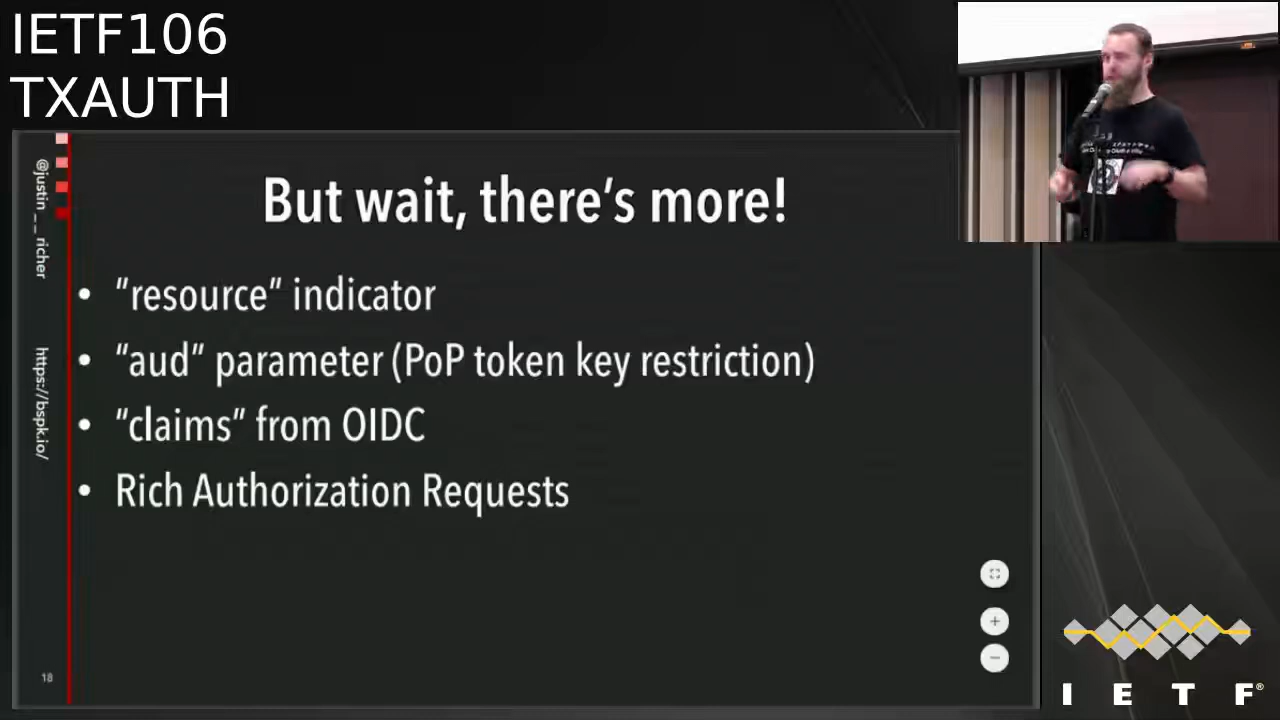 IETF106
TXAUTH
@justin__richer
https://bspk.io/
But wait, there's more!
• "resource" indicator
• "aud" parameter (PoP token key restriction)
• "claims" from OIDC
• Rich Authorization Requests
18
I E T F®